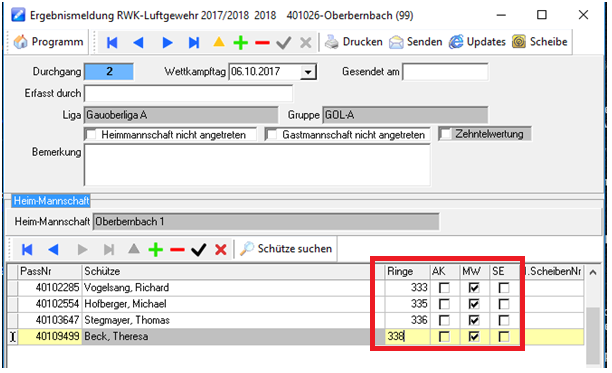 Ergebnismeldung RWK-Luftgewehr 2017/2018 2018 401026-Oberbernbach (99)
Programm Drucken Senden Updates Scheibe
Durchgang 2 Wettkampftag 06.10.2017 Gesendet am
Erfasst durch
Liga Gauoberliga A Gruppe GOL-A
Heimmannschaft nicht angetreten Gastmannschaft nicht angetreten Zehntelwertung
Bemerkung
Heim-Mannschaft
Heim-Mannschaft Oberbernbach 1
Schütze suchen
PassNr Schütze Ringe AK MW SE .ScheibenNr
40102285 Vogelsang, Richard 333
40102554 Hofberger, Michael 335
40103647 Stegmayer, Thomas 336
40109499 Beck, Theresa 338